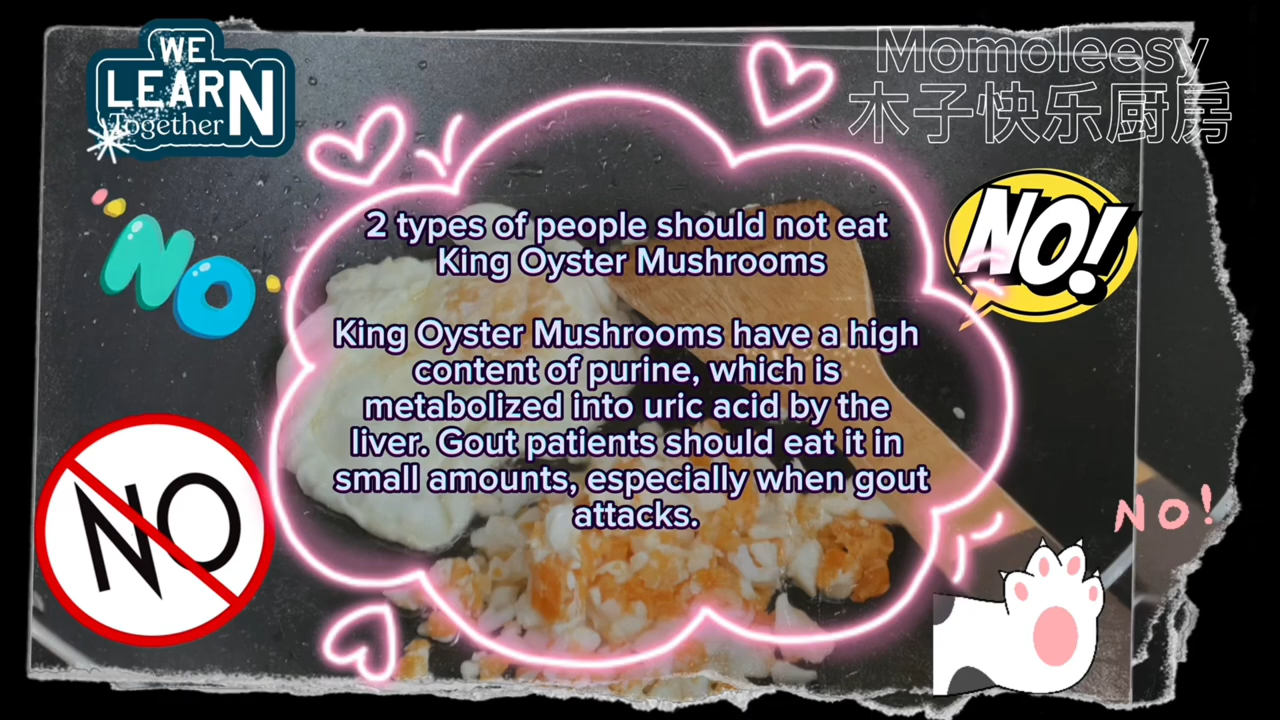 WE
LEARN
Together
Momoleesy
木子快乐厨房
NO
NO!
2 types of people should not eat
King Oyster Mushrooms
King Oyster Mushrooms have a high
content of purine, which is
metabolized into uric acid by the
liver. Gout patients should eat it in
small amounts, especially when gout
attacks.
NO
NO!